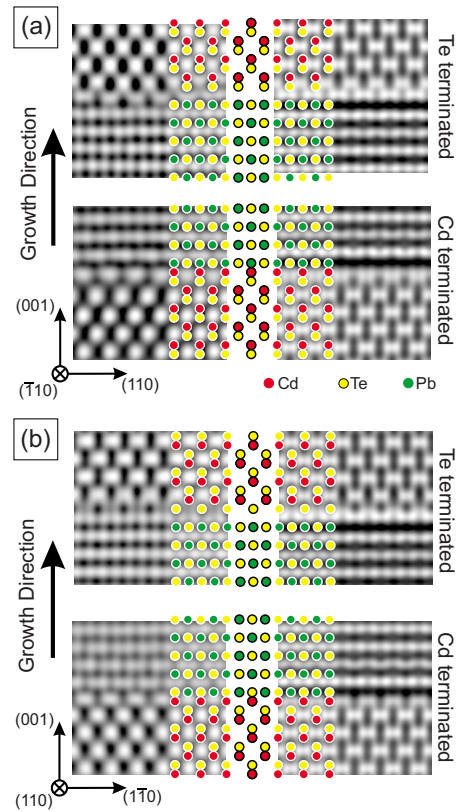 (a)
Te terminated
Growth Direction
Cd terminated
(001)
(1̅10)
(110)
Cd
Te
Pb
(b)
Te terminated
Growth Direction
Cd terminated
(001)
(110)
(11̅0)